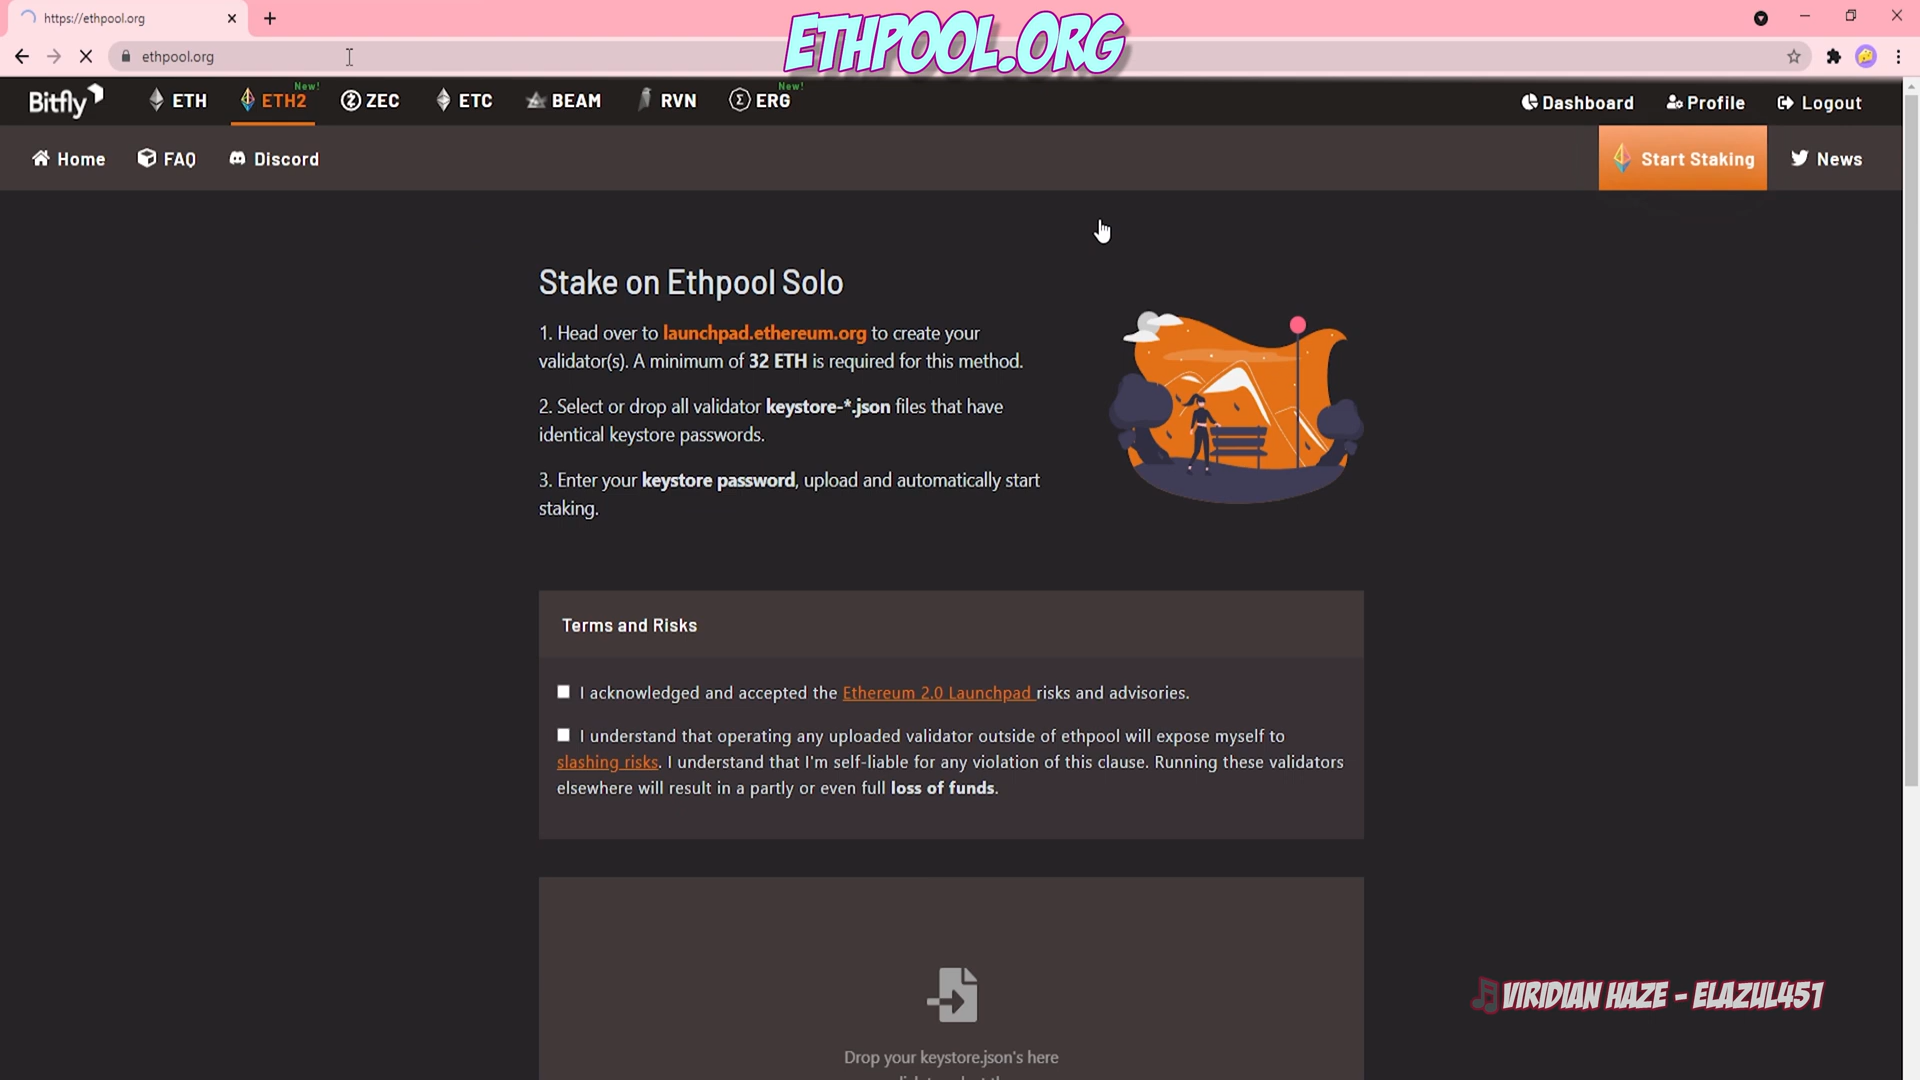 https://ethpool.org
ETHPOOL.ORG
ethpool.org
Bitfly
ETH
ETH2
New!
ZEC
ETC
BEAM
RVN
ERG
New!
Dashboard
Profile
Logout
Home
FAQ
Discord
Start Staking
News
Stake on Ethpool Solo
1. Head over to launchpad.ethereum.org to create your
validator(s). A minimum of 32 ETH is required for this method.
2. Select or drop all validator keystore-*.json files that have
identical keystore passwords.
3. Enter your keystore password, upload and automatically start
staking.
Terms and Risks
I acknowledged and accepted the Ethereum 2.0 Launchpad risks and advisories.
I understand that operating any uploaded validator outside of ethpool will expose myself to
slashing risks. I understand that I'm self-liable for any violation of this clause. Running these validators
elsewhere will result in a partly or even full loss of funds.
VIRIDIAN HAZE - ELAZUL451
Drop your keystore.json's here